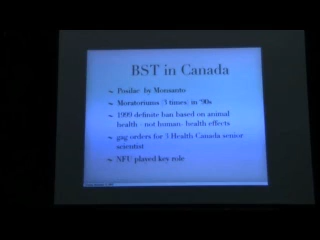 BST in Canada
~ Posilac by Monsanto
~ Moratoriums (3 times) in '90s
~ 1999 definite ban based on animal
health - not human- health effects
~ gag orders for 3 Health Canada senior
scientist
~ NFU played key role